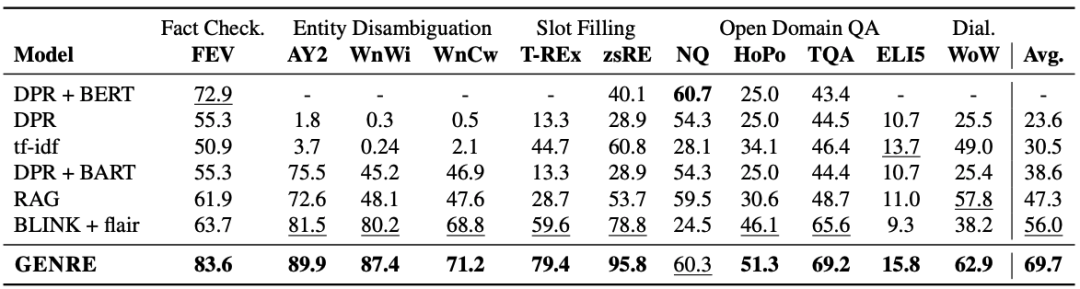 Fact Check. Entity Disambiguation Slot Filling Open Domain QA Dial.
Model FEV AY2 WnWi WnCw T-REx zsRE NQ HoPo TQA ELI5 WoW Avg.
DPR + BERT 72.9 - - - - 40.1 60.7 25.0 43.4 - - -
DPR 55.3 1.8 0.3 0.5 13.3 28.9 54.3 25.0 44.5 10.7 25.5 23.6
tf-idf 50.9 3.7 0.24 2.1 44.7 60.8 28.1 34.1 46.4 13.7 49.0 30.5
DPR + BART 55.3 75.5 45.2 46.9 13.3 28.9 54.3 25.0 44.4 10.7 25.4 38.6
RAG 61.9 72.6 48.1 47.6 28.7 53.7 59.5 30.6 48.7 11.0 57.8 47.3
BLINK + flair 63.7 81.5 80.2 68.8 59.6 78.8 24.5 46.1 65.6 9.3 38.2 56.0
GENRE 83.6 89.9 87.4 71.2 79.4 95.8 60.3 51.3 69.2 15.8 62.9 69.7